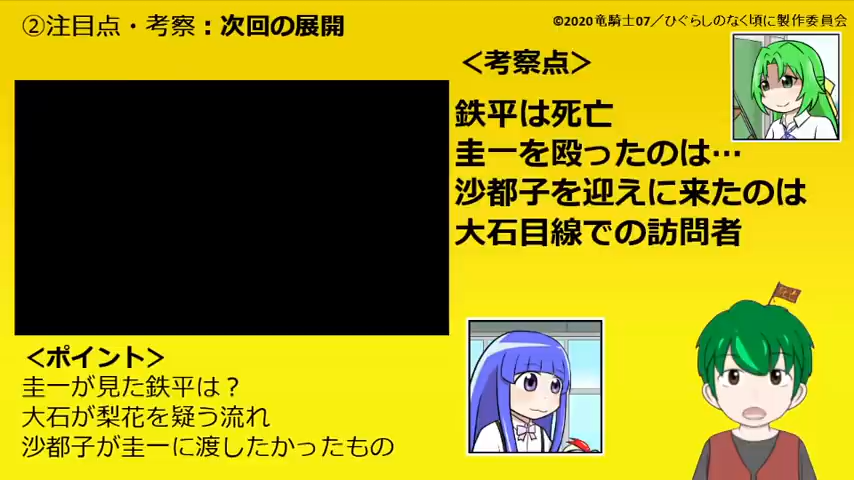 ②注目点・考察：次回の展開
©2020竜騎士07／ひぐらしのなく頃に製作委員会
＜考察点＞
鉄平は死亡
圭一を殴ったのは…
沙都子を迎えに来たのは
大石目線での訪問者
＜ポイント＞
圭一が見た鉄平は？
大石が梨花を疑う流れ
沙都子が圭一に渡したかったもの